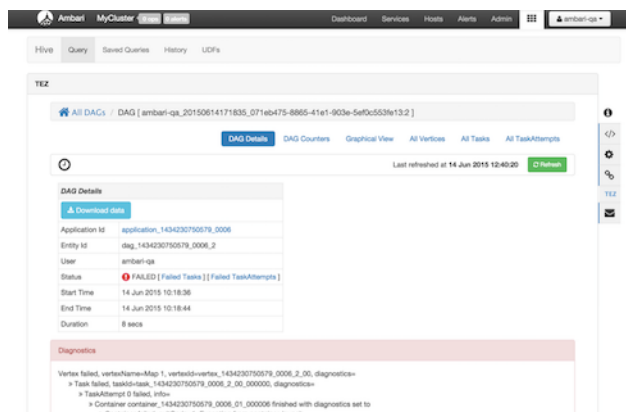 Ambari MyCluster 0 ops 0 alerts Dashboard Services Hosts Alerts Admin ambari-qa
Hive Query Saved Queries History UDFs
TEZ
All DAGs / DAG [ ambari-qa_20150614171835_071eb475-8865-41e1-903e-5ef0c553fe13:2 ]
DAG Details DAG Counters Graphical View All Vertices All Tasks All TaskAttempts
Last refreshed at 14 Jun 2015 12:40:20 Refresh
TEZ
DAG Details
Download data
Application Id application_1434230750579_0006
Entity Id dag_1434230750579_0006_2
User ambari-qa
Status FAILED [ Failed Tasks ] [ Failed TaskAttempts ]
Start Time 14 Jun 2015 10:18:36
End Time 14 Jun 2015 10:18:44
Duration 8 secs
Diagnostics
Vertex failed, vertexName=Map 1, vertexId=vertex_1434230750579_0006_2_00, diagnostics=
» Task failed, taskId=task_1434230750579_0006_2_00_000000, diagnostics=
» TaskAttempt 0 failed, info=
» Container container_1434230750579_0006_01_000006 finished with diagnostics set to